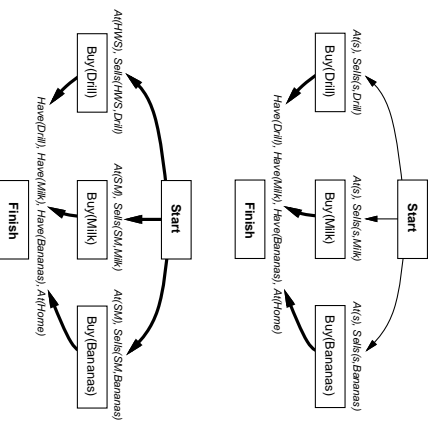 Start
At(s), Sells(s,Drill) At(s), Sells(s,Milk) At(s), Sells(s,Bananas)
Buy(Drill) Buy(Milk) Buy(Bananas)
Have(Drill), Have(Milk), Have(Bananas), At(Home)
Finish
Start
At(HWS), Sells(HWS,Drill) At(SM), Sells(SM,Milk) At(SM), Sells(SM,Bananas)
Buy(Drill) Buy(Milk) Buy(Bananas)
Have(Drill), Have(Milk), Have(Bananas), At(Home)
Finish